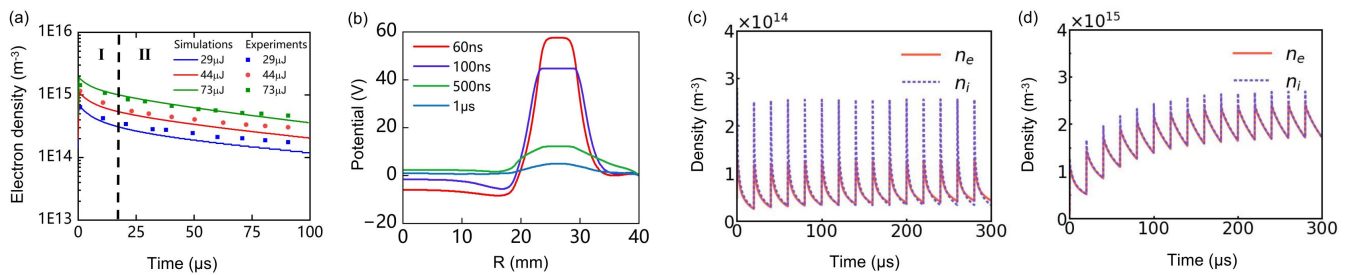 (a)
1E16
1E15
1E14
1E13
Electron density (m⁻³)
I II
Simulations Experiments
29μJ 29μJ
44μJ 44μJ
73μJ 73μJ
0 25 50 75 100
Time (μs)
(b)
60
40
20
0
−20
Potential (V)
60ns
100ns
500ns
1μs
0 10 20 30 40
R (mm)
(c)
×10¹⁴
4
3
2
1
0
Density (m⁻³)
nₑ
nᵢ
0 100 200 300
Time (μs)
(d)
×10¹⁵
4
3
2
1
0
Density (m⁻³)
nₑ
nᵢ
0 100 200 300
Time (μs)